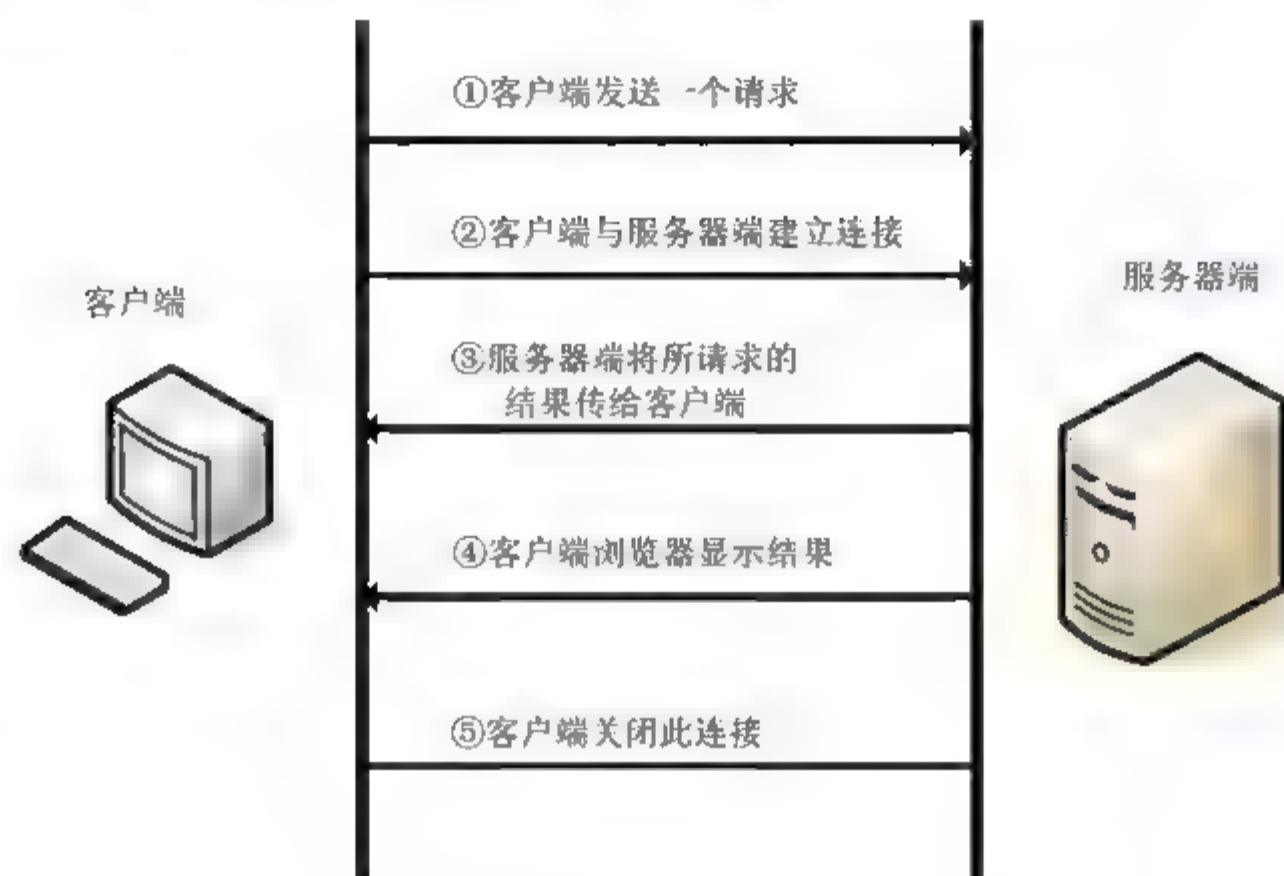 ①客户端发送一个请求
②客户端与服务器端建立连接
服务器端
客户端
③服务器端将所请求的
结果传给客户端
④客户端浏览器显示结果
⑤客户端关闭此连接